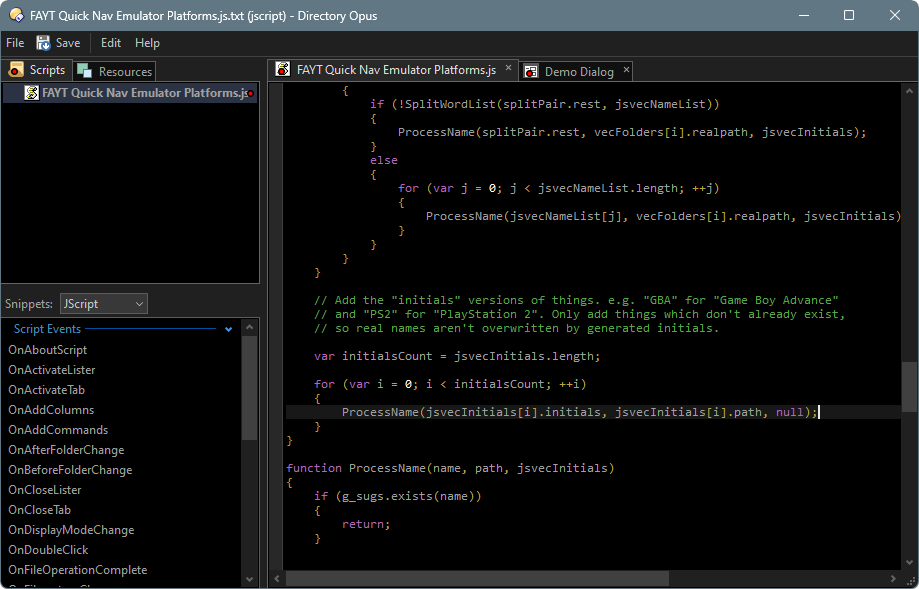 FAYT Quick Nav Emulator Platforms.js.txt (jscript) - Directory Opus
File Save Edit Help
Scripts Resources
FAYT Quick Nav Emulator Platforms.js
Snippets: JScript
Script Events
OnAboutScript
OnActivateLister
OnActivateTab
OnAddColumns
OnAddCommands
OnAfterFolderChange
OnBeforeFolderChange
OnCloseLister
OnCloseTab
OnDisplayModeChange
OnDoubleClick
OnFileOperationComplete
FAYT Quick Nav Emulator Platforms.js × Demo Dialog ×
{
if (!SplitWordList(splitPair.rest, jsvecNameList))
{
ProcessName(splitPair.rest, vecFolders[i].realpath, jsvecInitials);
}
else
{
for (var j = 0; j < jsvecNameList.length; ++j)
{
ProcessName(jsvecNameList[j], vecFolders[i].realpath, jsvecInitials)
}
}
}
}
// Add the "initials" versions of things. e.g. "GBA" for "Game Boy Advance"
// and "PS2" for "PlayStation 2". Only add things which don't already exist,
// so real names aren't overwritten by generated initials.
var initialsCount = jsvecInitials.length;
for (var i = 0; i < initialsCount; ++i)
{
ProcessName(jsvecInitials[i].initials, jsvecInitials[i].path, null);
}
}
function ProcessName(name, path, jsvecInitials)
{
if (g_sugs.exists(name))
{
return;
}